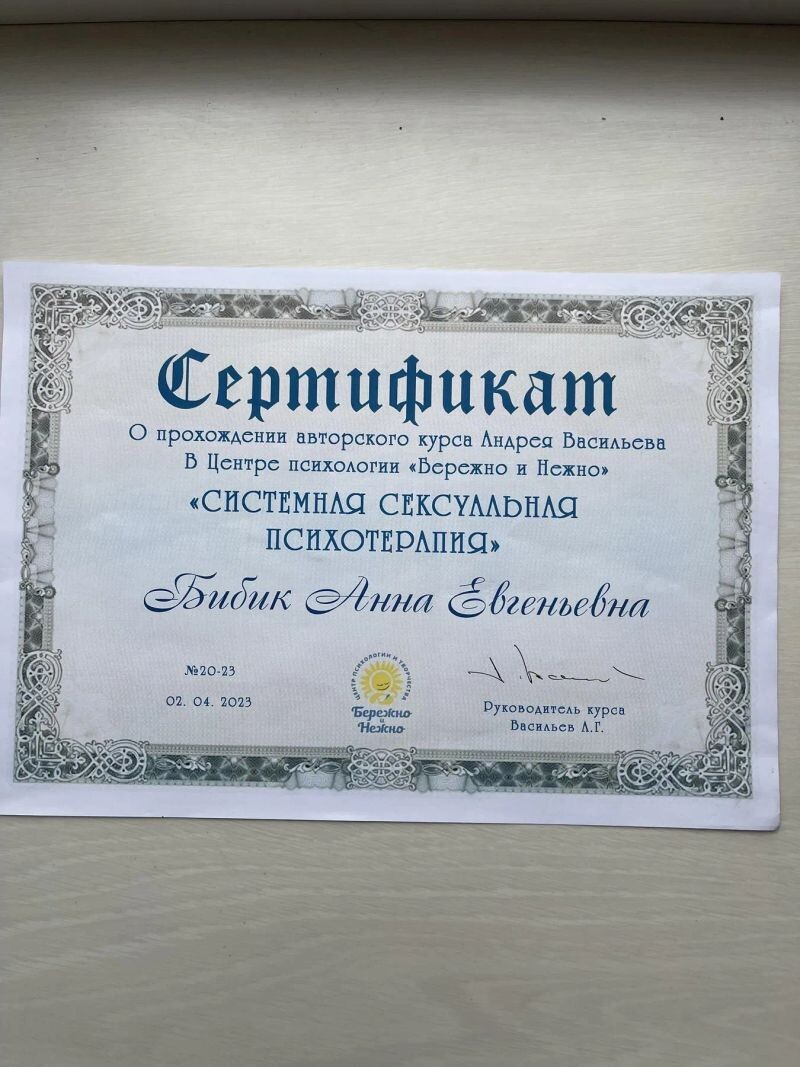 Сертификат
О прохождении авторского курса Андрея Васильева
В Центре психологии «Бережно и Нежно»
«СИСТЕМНАЯ СЕКСУАЛЬНАЯ
ПСИХОТЕРАПИЯ»
Бибик Анна Евгеньевна
№20-23
02. 04. 2023
ЦЕНТР ПСИХОЛОГИИ И ТВОРЧЕСТВА
Бережно
и
Нежно
Руководитель курса
Васильев А.Г.